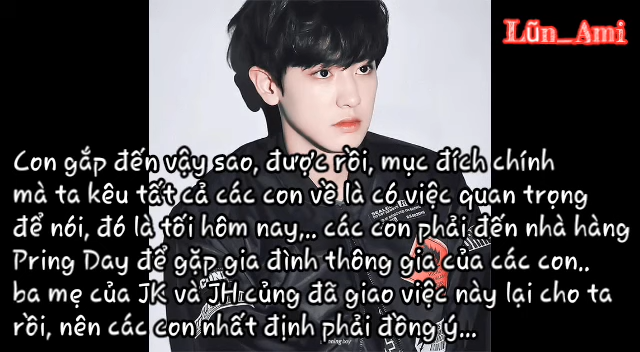 Lũn_Ami
Con gắp đến vậy sao, được rồi, mục đích chính
mà ta kêu tất cả các con về là có việc quan trọng
để nói, đó là tối hôm nay,.. các con phải đến nhà hàng
Pring Day để gặp gia đình thông gia của các con..
ba mẹ của JK và JH củng đã giao việc này lại cho ta
rồi, nên các con nhất định phải đồng ý...